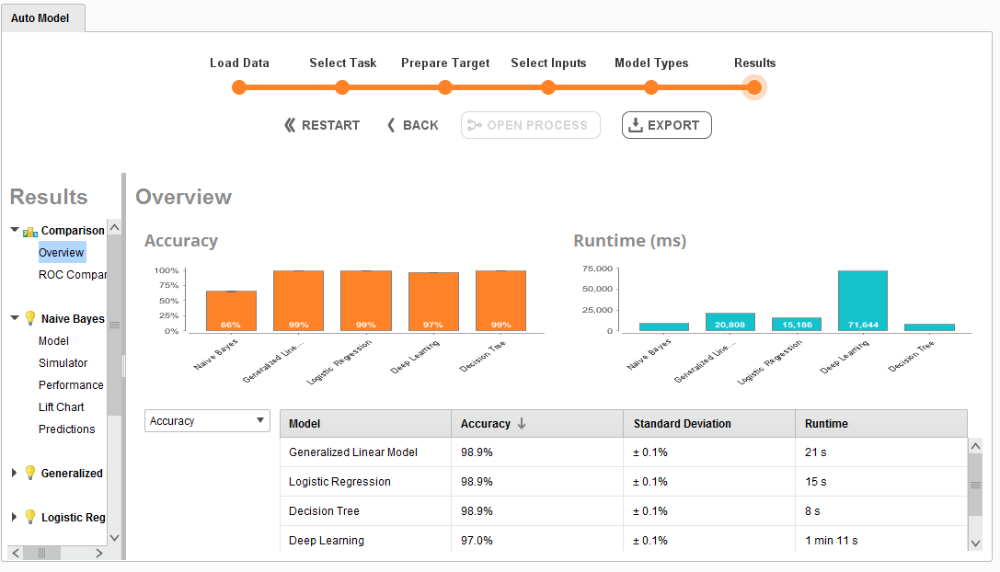 Auto Model
Load Data Select Task Prepare Target Select Inputs Model Types Results
RESTART BACK OPEN PROCESS EXPORT
Results
Comparison
Overview
ROC Compar
Naive Bayes
Model
Simulator
Performance
Lift Chart
Predictions
Generalized
Logistic Reg
Overview
Accuracy
100%
75%
50%
25%
0%
66% 99% 99% 97% 99%
Naive Bayes Generalized Line... Logistic Regression Deep Learning Decision Tree
Runtime (ms)
75,000
50,000
25,000
0
20,808 15,186 71,644
Naive Bayes Generalized Line... Logistic Regression Deep Learning Decision Tree
Accuracy
Model Accuracy Standard Deviation Runtime
Generalized Linear Model 98.9% ± 0.1% 21 s
Logistic Regression 98.9% ± 0.1% 15 s
Decision Tree 98.9% ± 0.1% 8 s
Deep Learning 97.0% ± 0.1% 1 min 11 s